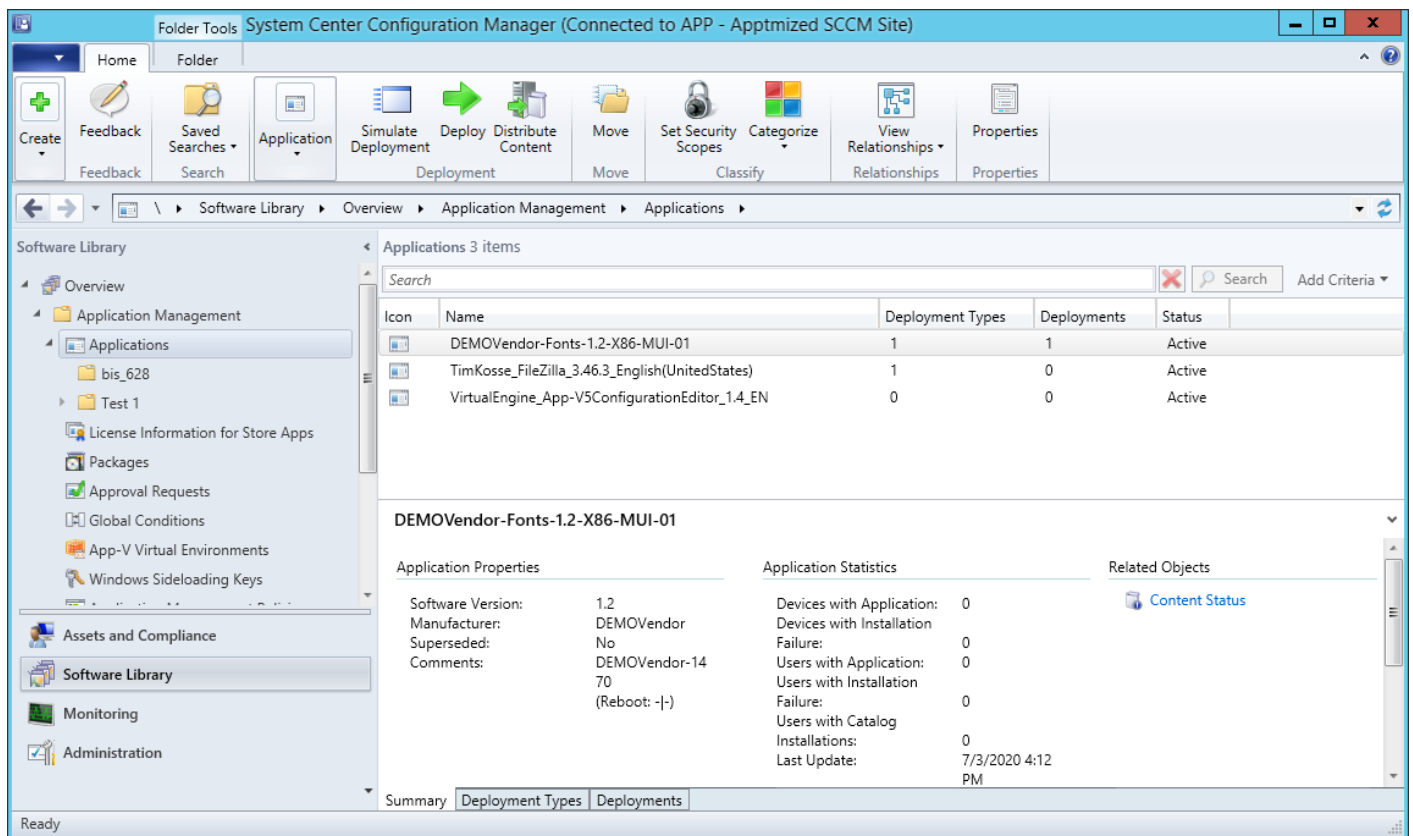 Folder Tools System Center Configuration Manager (Connected to APP - Apptmized SCCM Site)
Home Folder
Create
Feedback
Saved Searches
Application
Simulate Deployment
Deploy
Distribute Content
Move
Set Security Scopes
Categorize
View Relationships
Properties
Feedback Search Deployment Move Classify Relationships Properties
\ Software Library Overview Application Management Applications
Software Library
Overview
Application Management
Applications
bis_628
Test 1
License Information for Store Apps
Packages
Approval Requests
Global Conditions
App-V Virtual Environments
Windows Sideloading Keys
Assets and Compliance
Software Library
Monitoring
Administration
Applications 3 items
Search Search Add Criteria
Icon Name Deployment Types Deployments Status
DEMOVendor-Fonts-1.2-X86-MUI-01 1 1 Active
TimKosse_FileZilla_3.46.3_English(UnitedStates) 1 0 Active
VirtualEngine_App-V5ConfigurationEditor_1.4_EN 0 0 Active
DEMOVendor-Fonts-1.2-X86-MUI-01
Application Properties
Software Version: 1.2
Manufacturer: DEMOVendor
Superseded: No
Comments: DEMOVendor-14
70
(Reboot: -|-)
Application Statistics
Devices with Application: 0
Devices with Installation
Failure: 0
Users with Application: 0
Users with Installation
Failure: 0
Users with Catalog
Installations: 0
Last Update: 7/3/2020 4:12
PM
Related Objects
Content Status
Summary Deployment Types Deployments
Ready